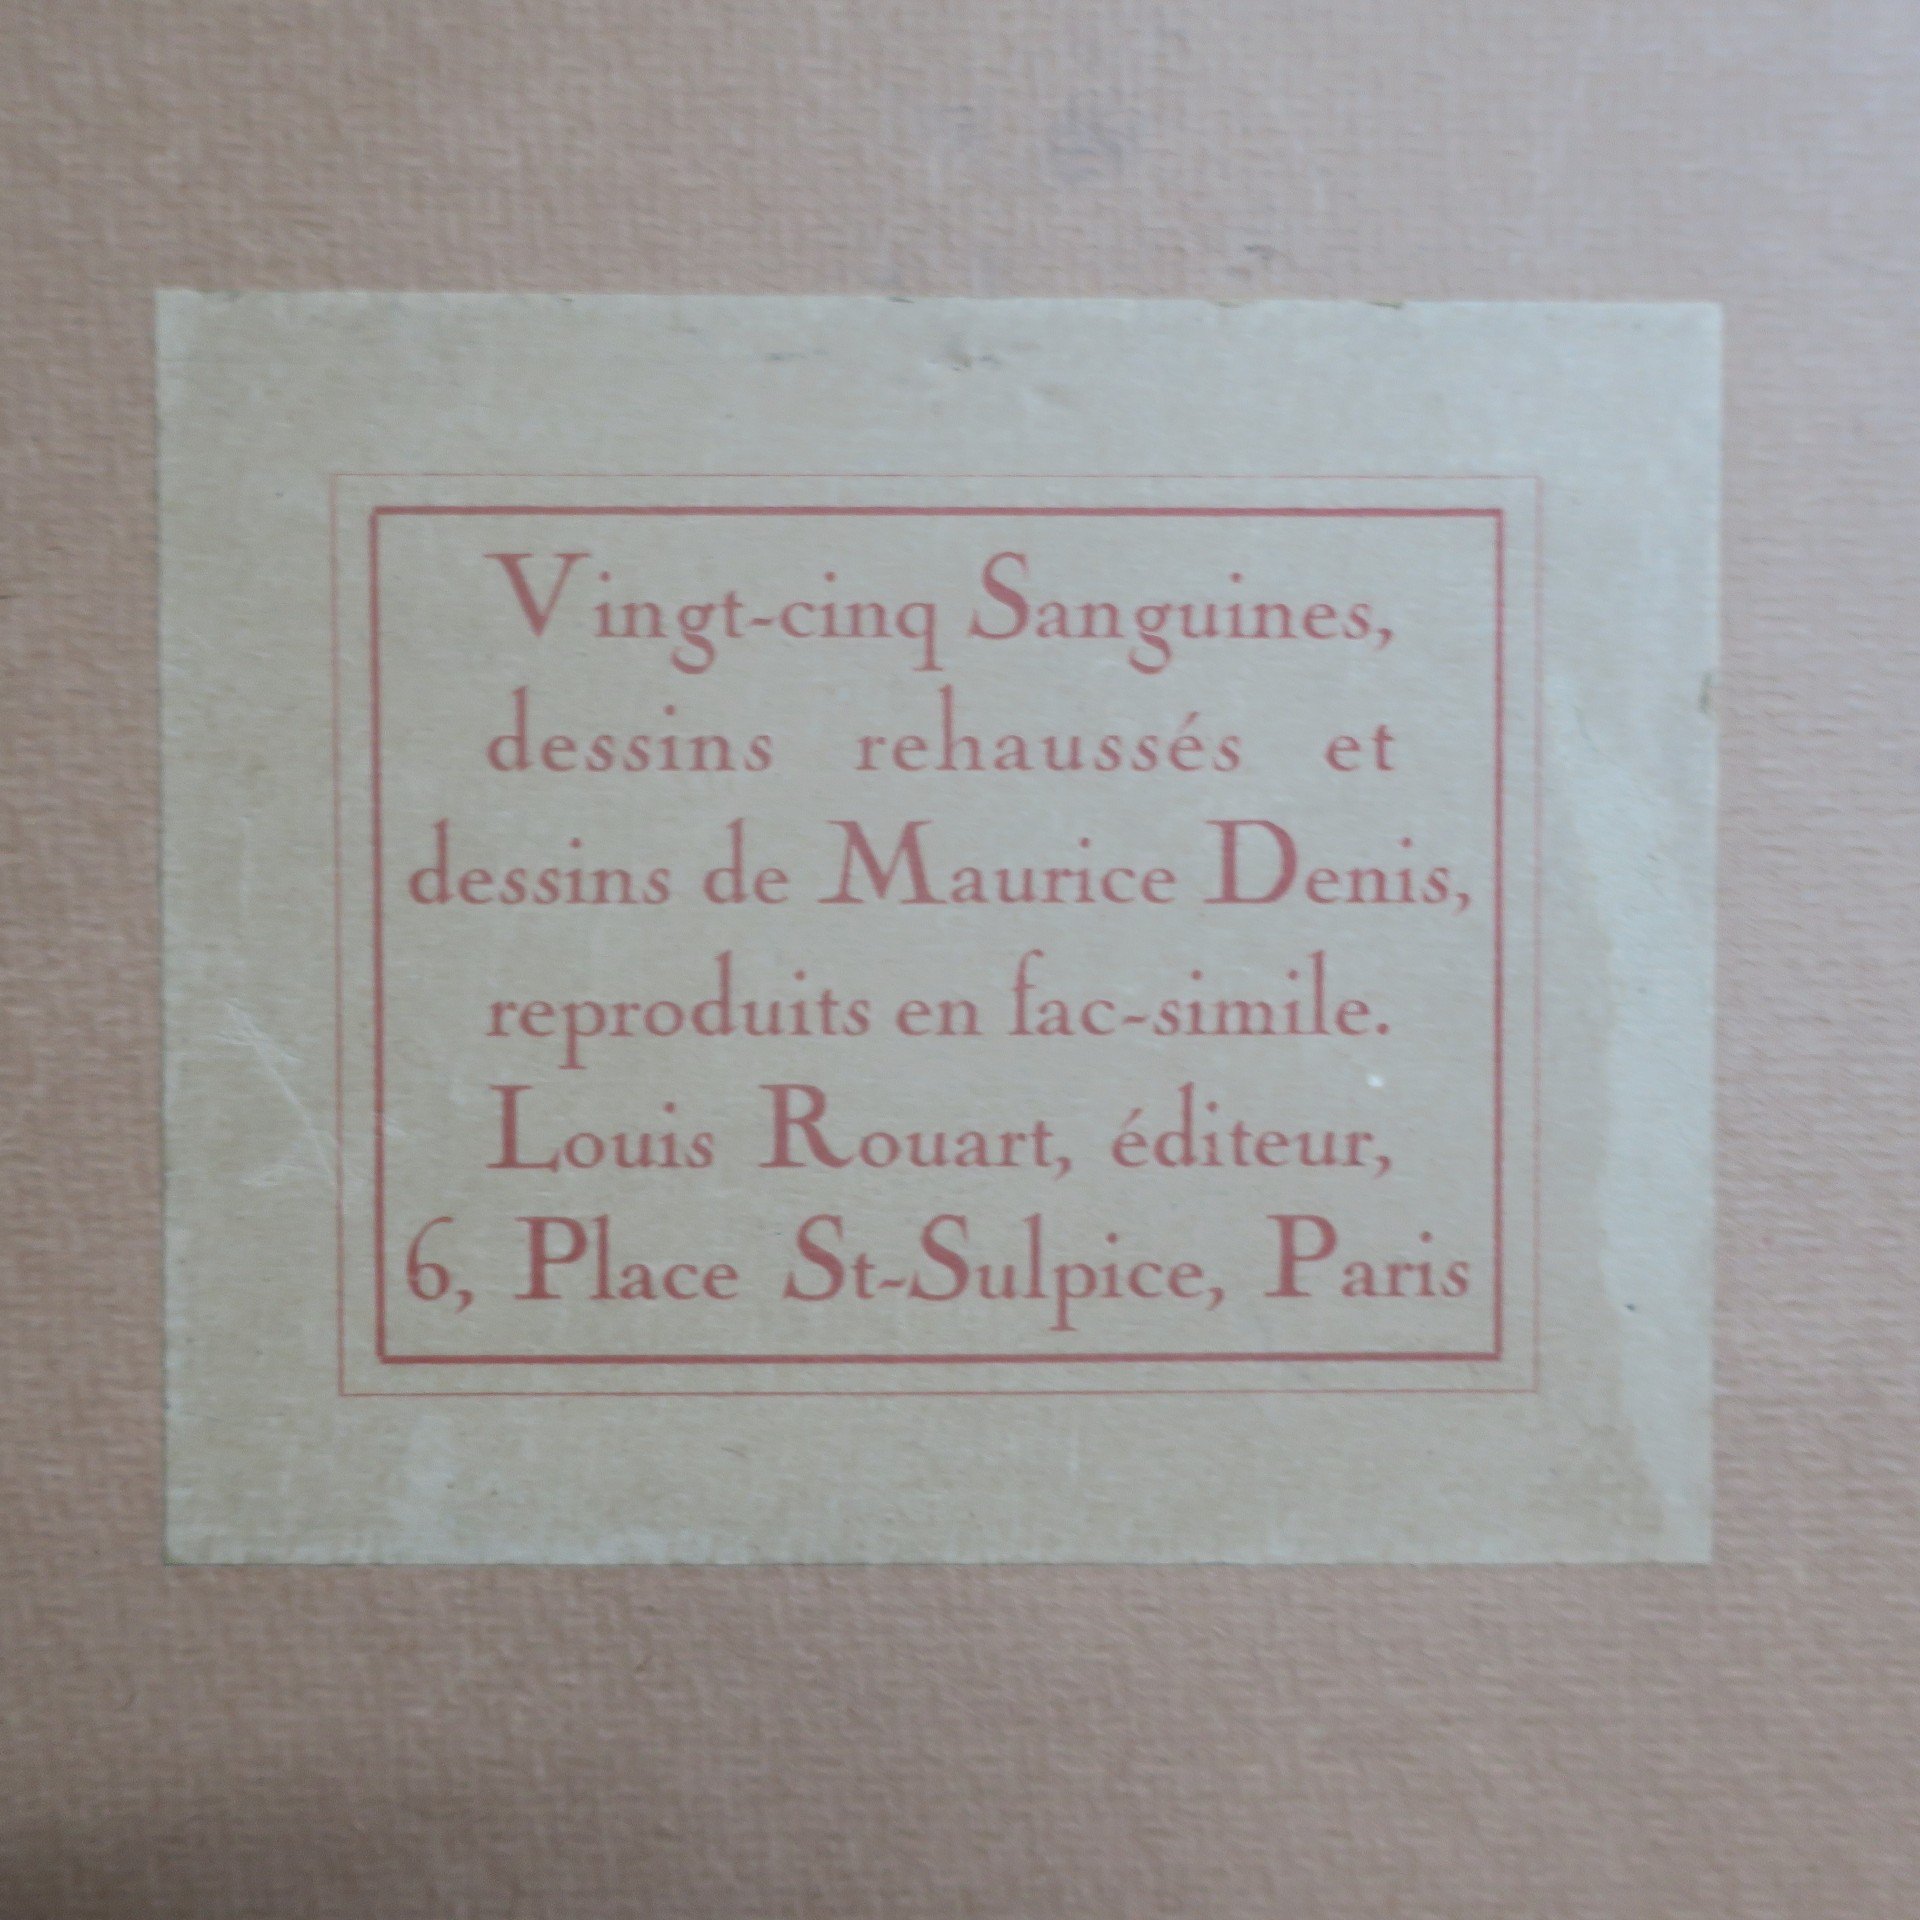 Vingt-cinq Sanguines,
dessins rehaussés et
dessins de Maurice Denis,
reproduits en fac-simile.
Louis Rouart, éditeur,
6, Place St-Sulpice, Paris